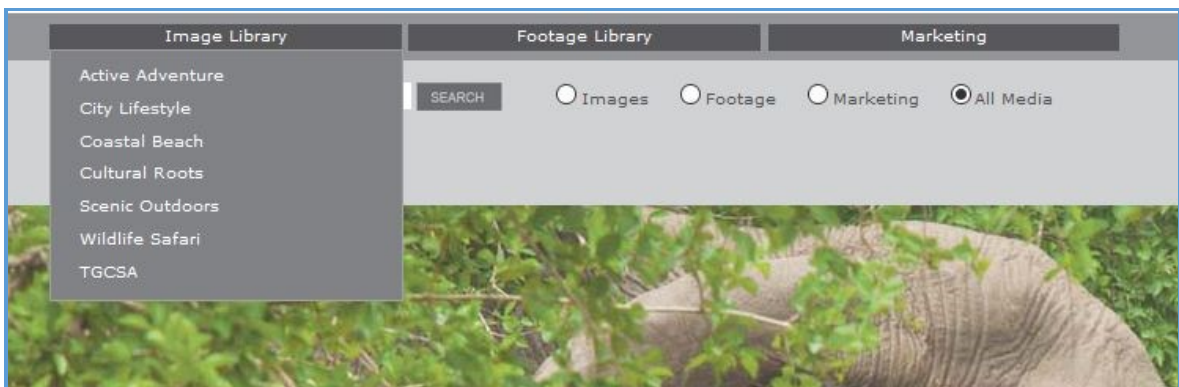 Image Library Footage Library Marketing
Active Adventure
SEARCH Images Footage Marketing All Media
City Lifestyle
Coastal Beach
Cultural Roots
Scenic Outdoors
Wildlife Safari
TGCSA